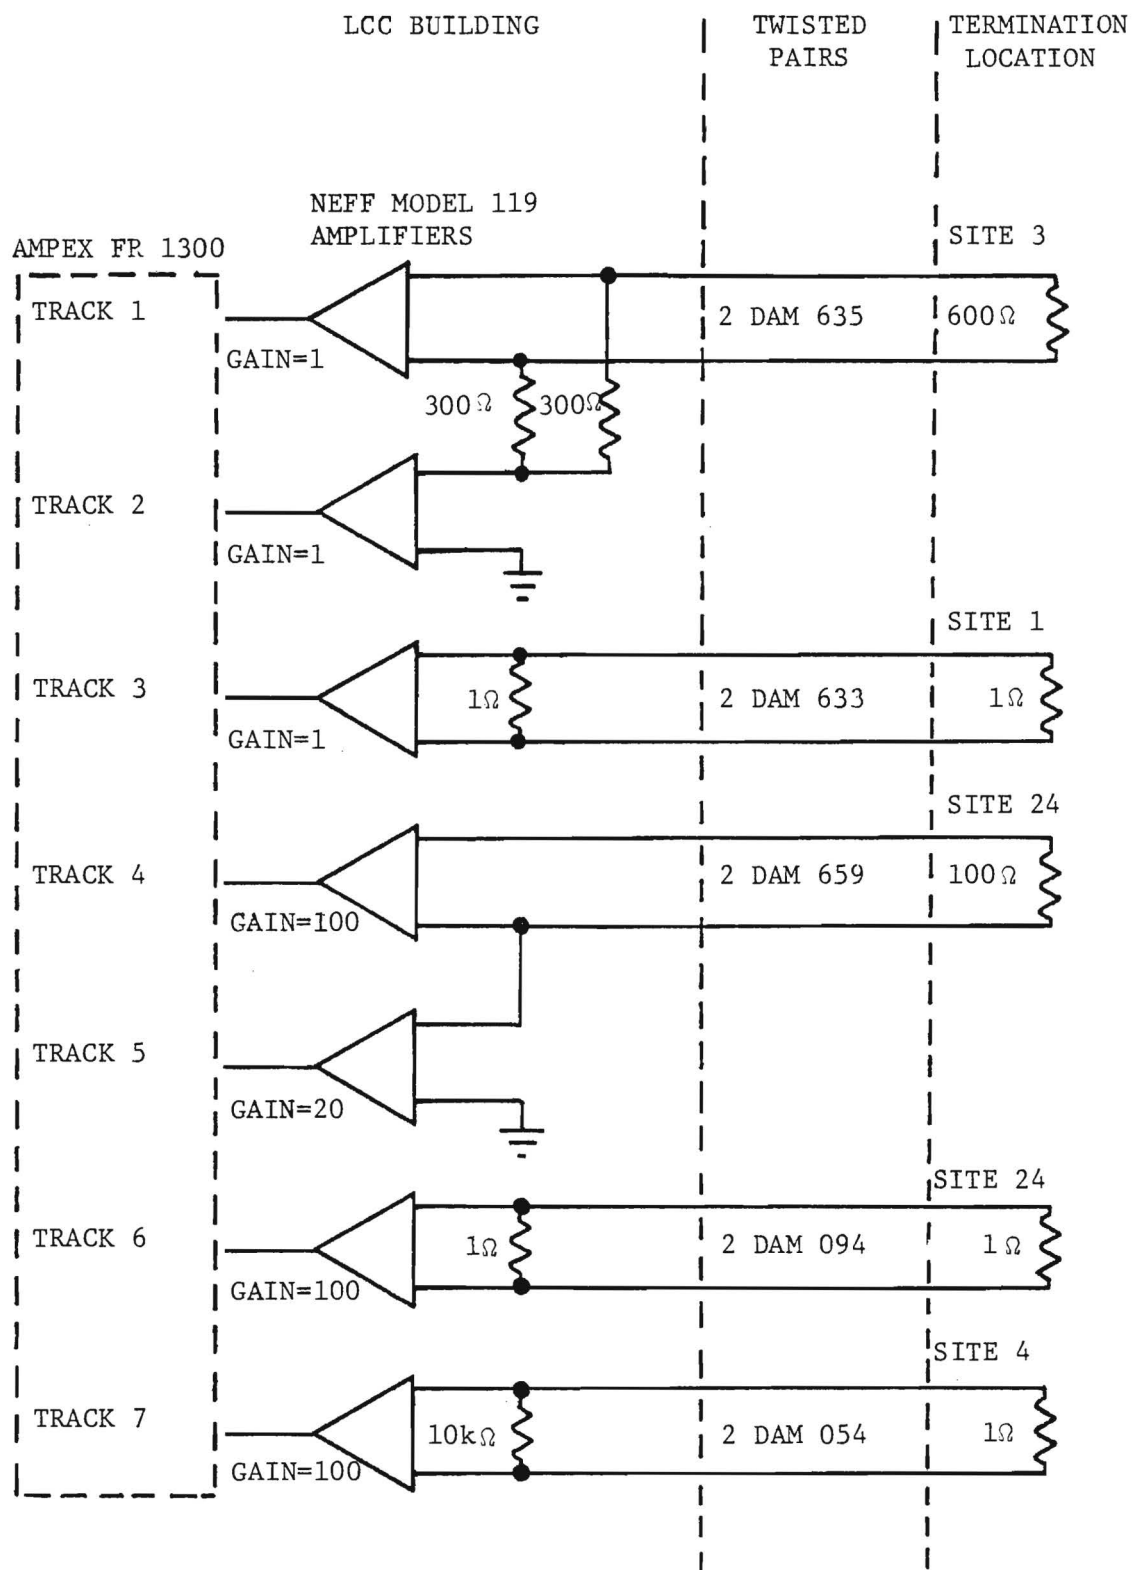 LCC BUILDING
TWISTED
PAIRS
TERMINATION
LOCATION
NEFF MODEL 119
AMPLIFIERS
AMPEX FR 1300
SITE 3
TRACK 1
2 DAM 635
600Ω
GAIN=1
300Ω
300Ω
TRACK 2
GAIN=1
SITE 1
TRACK 3
1Ω
2 DAM 633
1Ω
GAIN=1
SITE 24
TRACK 4
2 DAM 659
100Ω
GAIN=100
TRACK 5
GAIN=20
SITE 24
TRACK 6
1Ω
2 DAM 094
1Ω
GAIN=100
SITE 4
TRACK 7
10kΩ
2 DAM 054
1Ω
GAIN=100